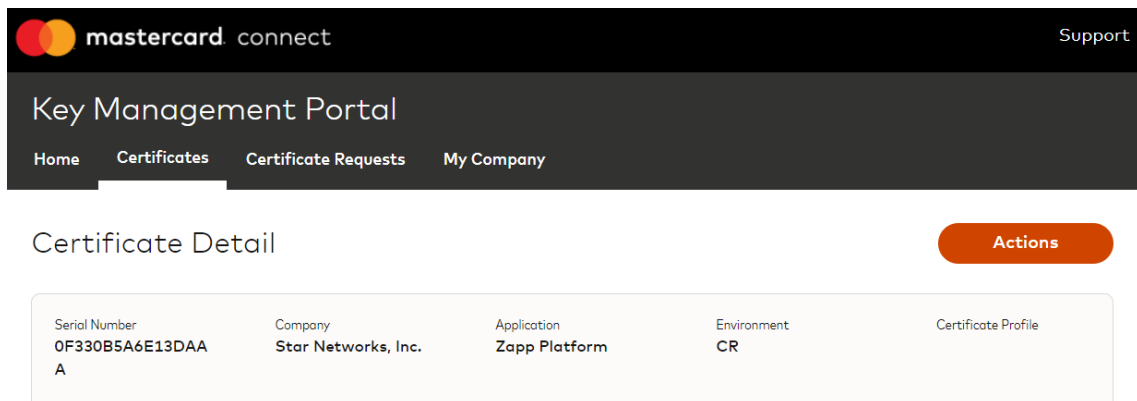 mastercard. connect Support
Key Management Portal
Home Certificates Certificate Requests My Company
Certificate Detail Actions
Serial Number Company Application Environment Certificate Profile
0F330B5A6E13DAA Star Networks, Inc. Zapp Platform CR
A